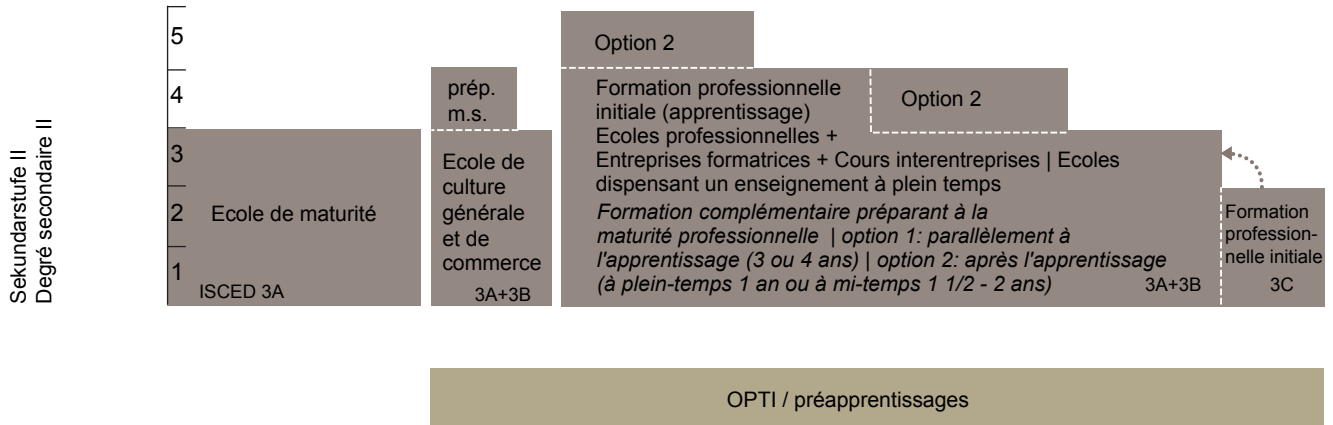 Sekundarstufe II
Degré secondaire II
5
4
3
2
1
Ecole de maturité
ISCED 3A
prép.
m.s.
Ecole de
culture
générale
et de
commerce
3A+3B
Option 2
Formation professionnelle
initiale (apprentissage)
Ecoles professionnelles +
Entreprises formatrices + Cours interentreprises | Ecoles
dispensant un enseignement à plein temps
Formation complémentaire préparant à la
maturité professionnelle | option 1: parallèlement à
l'apprentissage (3 ou 4 ans) | option 2: après l'apprentissage
(à plein-temps 1 an ou à mi-temps 1 1/2 - 2 ans)
3A+3B
Option 2
Formation
profession-
nelle initiale
3C
OPTI / préapprentissages